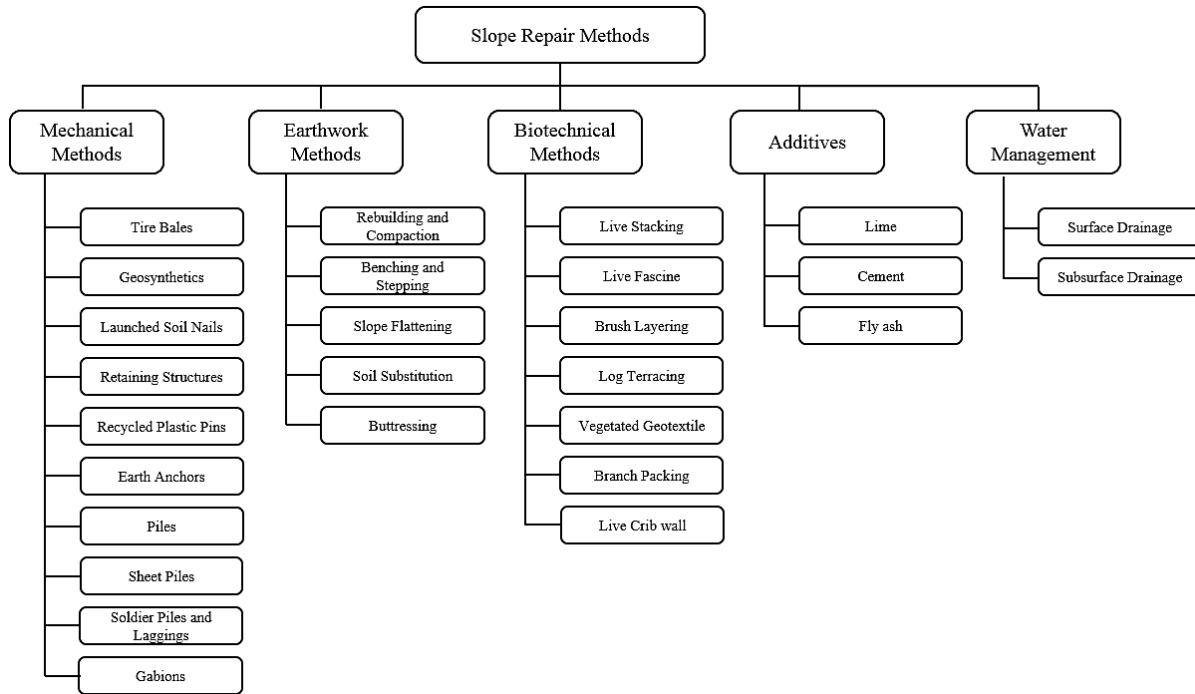 Slope Repair Methods
Mechanical
Methods
Earthwork
Methods
Biotechnical
Methods
Additives
Water
Management
Tire Bales
Geosynthetics
Launched Soil Nails
Retaining Structures
Recycled Plastic Pins
Earth Anchors
Piles
Sheet Piles
Soldier Piles and
Laggings
Gabions
Rebuilding and
Compaction
Benching and
Stepping
Slope Flattening
Soil Substitution
Buttressing
Live Stacking
Live Fascine
Brush Layering
Log Terracing
Vegetated Geotextile
Branch Packing
Live Crib wall
Lime
Cement
Fly ash
Surface Drainage
Subsurface Drainage